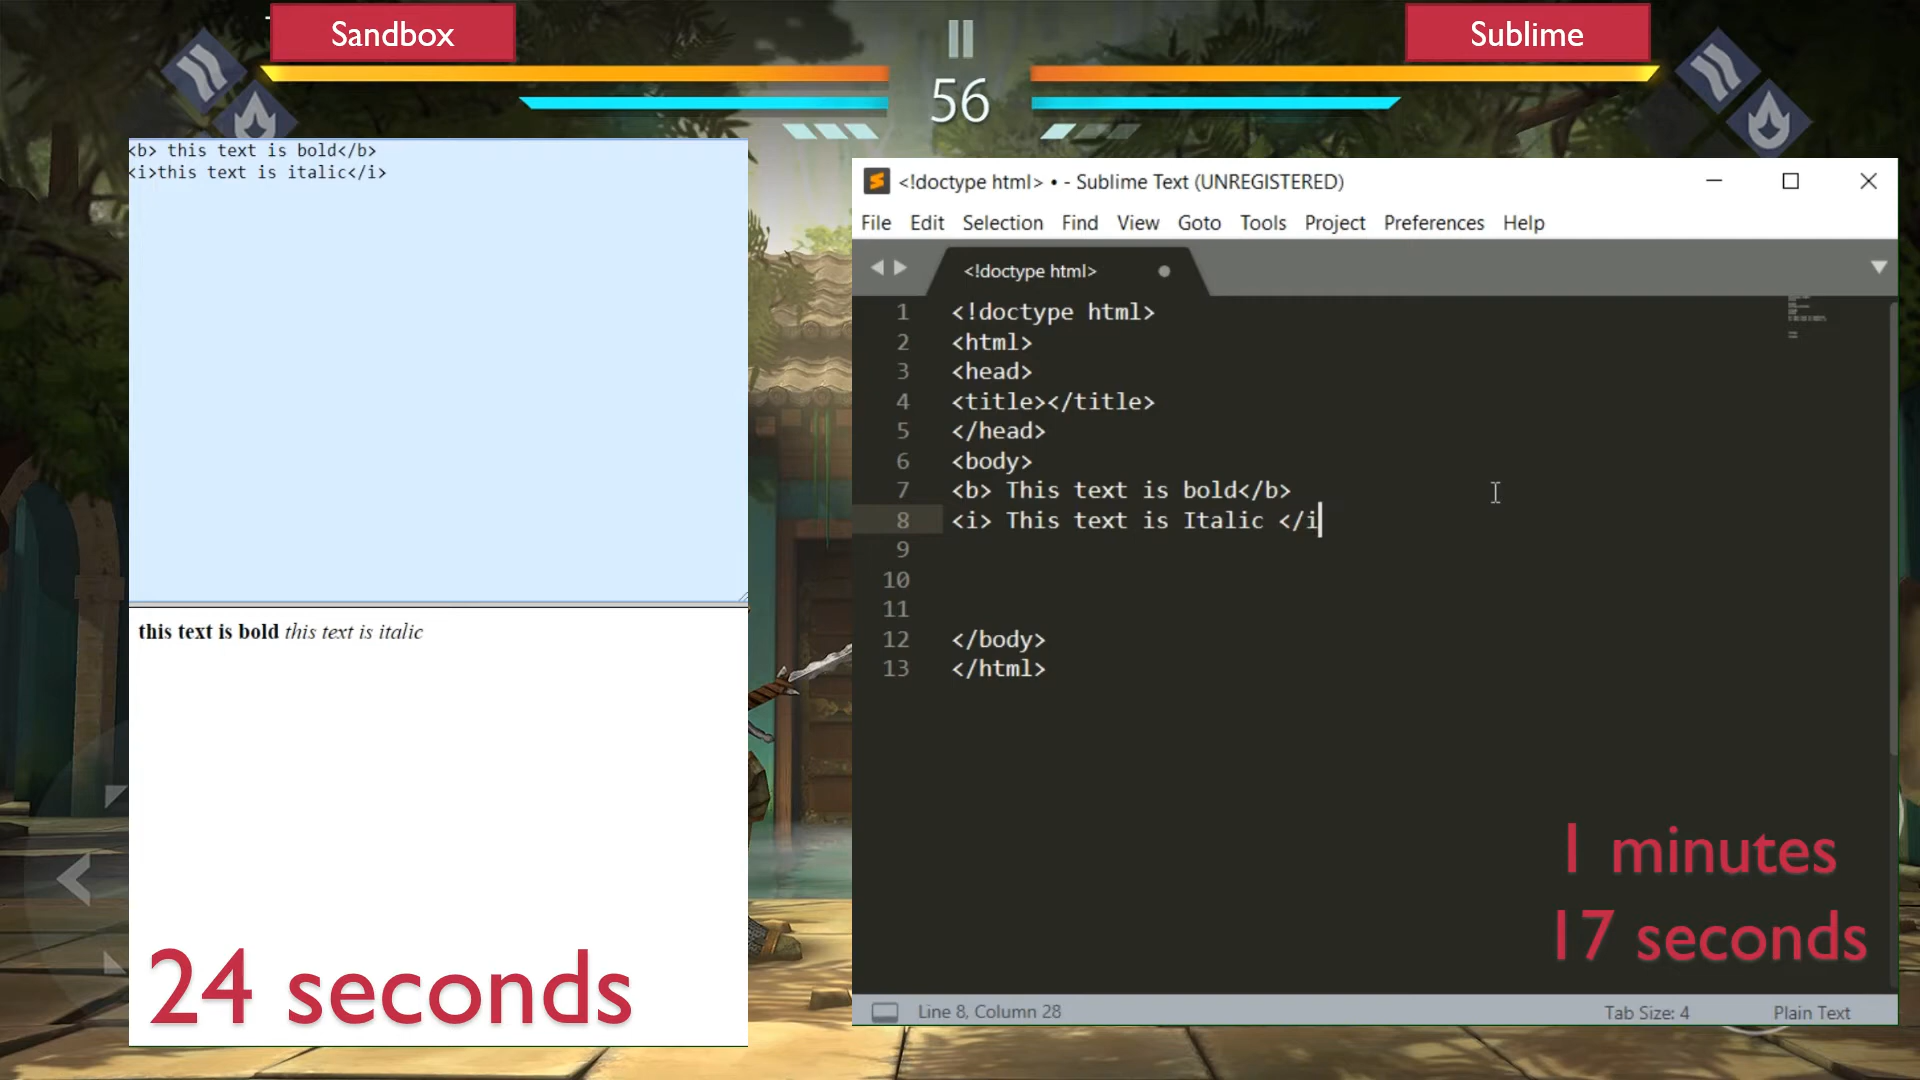 Sandbox
Sublime
56
<b> this text is bold</b>
<i>this text is italic</i>
this text is bold this text is italic
24 seconds
<!doctype html> • - Sublime Text (UNREGISTERED)
File Edit Selection Find View Goto Tools Project Preferences Help
<!doctype html>
1 <!doctype html>
2 <html>
3 <head>
4 <title></title>
5 </head>
6 <body>
7 <b> This text is bold</b>
8 <i> This text is Italic </i
9
10
11
12 </body>
13 </html>
1 minutes
17 seconds
Line 8, Column 28
Tab Size: 4
Plain Text